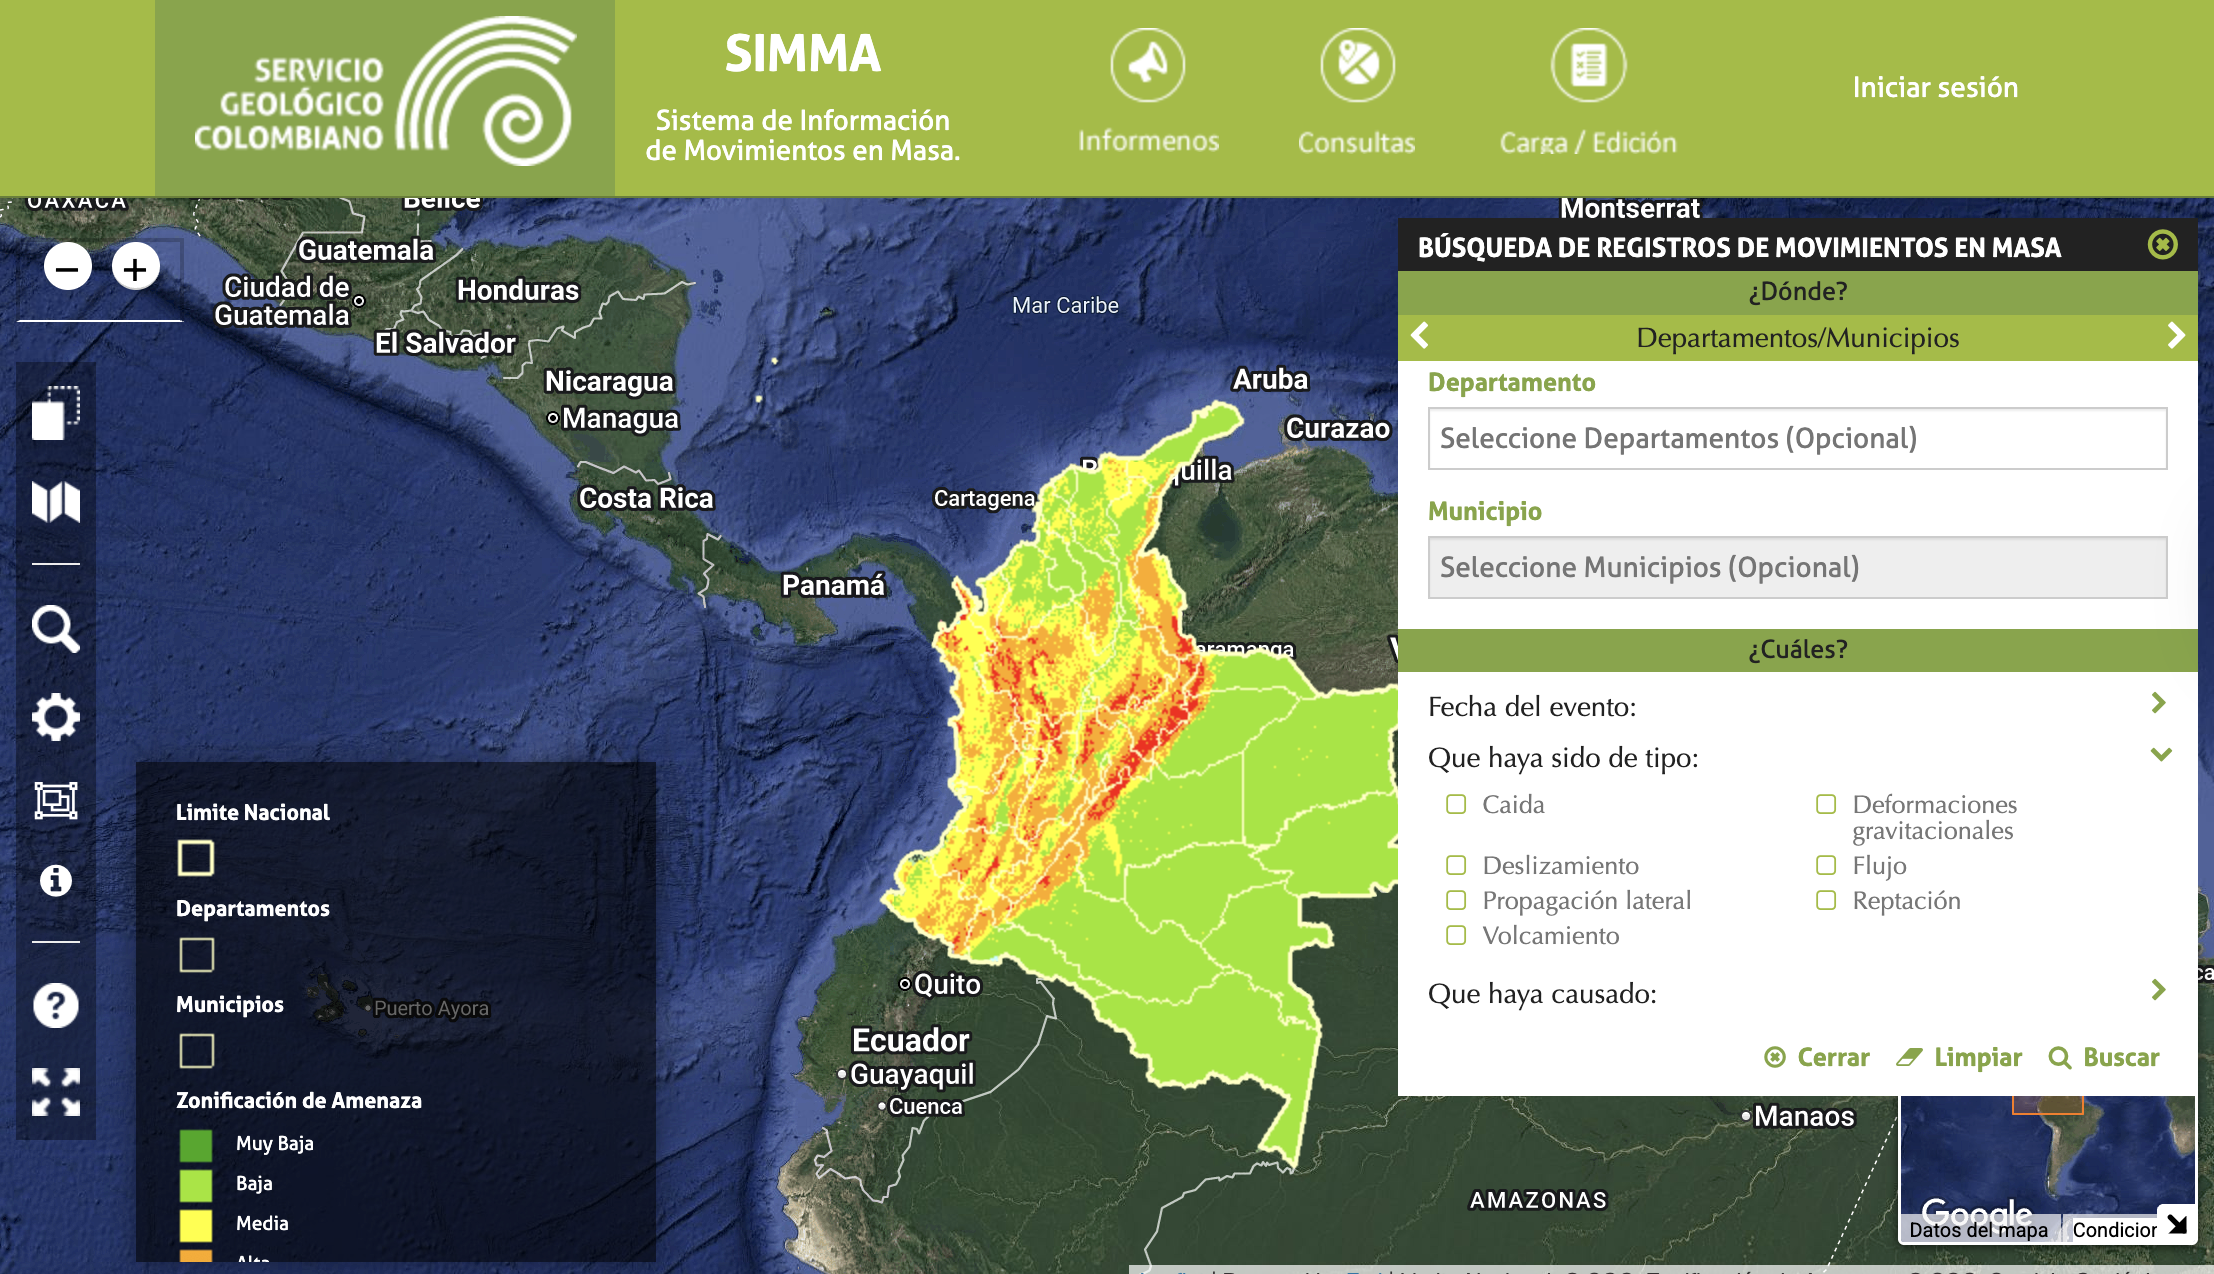 SERVICIO
GEOLÓGICO
COLOMBIANO
SIMMA
Sistema de Información
de Movimientos en Masa.
Informenos
Consultas
Carga / Edición
Iniciar sesión
OAXACA
Belice
Montserrat
Guatemala
Ciudad de
Guatemala
Honduras
El Salvador
Mar Caribe
Nicaragua
Managua
Aruba
Curazao
Costa Rica
Cartagena
Panamá
Quito
Ecuador
Guayaquil
Cuenca
Puerto Ayora
Manaos
AMAZONAS
BÚSQUEDA DE REGISTROS DE MOVIMIENTOS EN MASA
¿Dónde?
Departamentos/Municipios
Departamento
Seleccione Departamentos (Opcional)
Municipio
Seleccione Municipios (Opcional)
¿Cuáles?
Fecha del evento:
Que haya sido de tipo:
Caida
Deformaciones
gravitacionales
Deslizamiento
Flujo
Propagación lateral
Reptación
Volcamiento
Que haya causado:
Cerrar
Limpiar
Buscar
Limite Nacional
Departamentos
Municipios
Zonificación de Amenaza
Muy Baja
Baja
Media
Alta
Google
Datos del mapa
Condicion